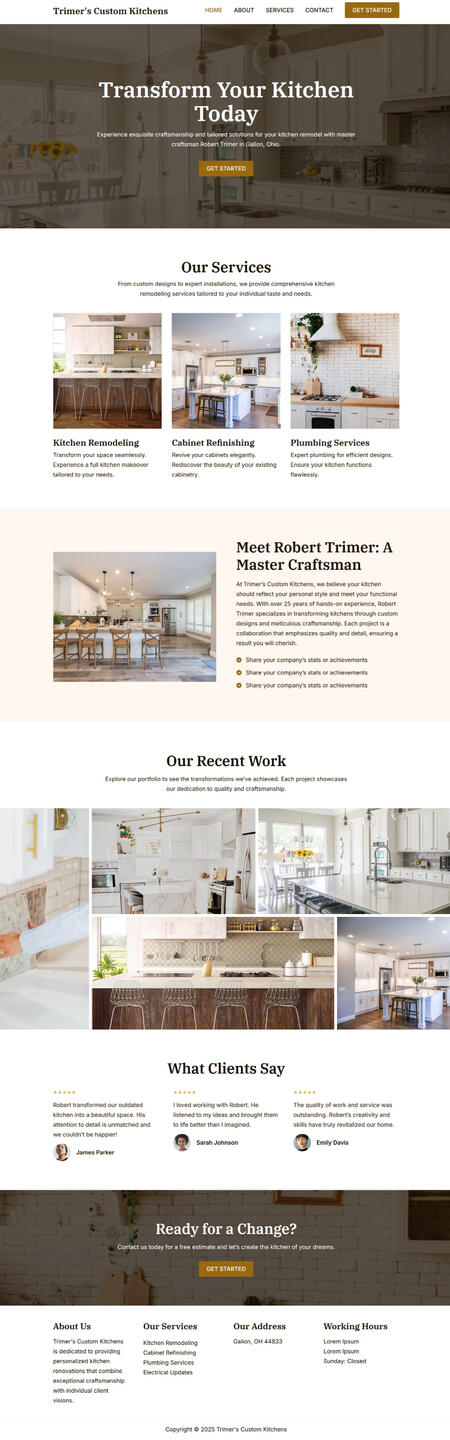 Trimer's Custom Kitchens
HOME ABOUT SERVICES CONTACT GET STARTED
Transform Your Kitchen
Today
Experience exquisite craftsmanship and tailored solutions for your kitchen remodel with master
craftsman Robert Trimer in Galion, Ohio.
GET STARTED
Our Services
From custom designs to expert installations, we provide comprehensive kitchen
remodeling services tailored to your individual taste and needs.
Kitchen Remodeling
Transform your space seamlessly.
Experience a full kitchen makeover
tailored to your needs.
Cabinet Refinishing
Revive your cabinets elegantly.
Rediscover the beauty of your existing
cabinetry.
Plumbing Services
Expert plumbing for efficient designs.
Ensure your kitchen functions
flawlessly.
Meet Robert Trimer: A
Master Craftsman
At Trimer's Custom Kitchens, we believe your kitchen
should reflect your personal style and meet your functional
needs. With over 25 years of hands-on experience, Robert
Trimer specializes in transforming kitchens through custom
designs and meticulous craftsmanship. Each project is a
collaboration that emphasizes quality and detail, ensuring a
result you will cherish.
Share your company's stats or achievements
Share your company's stats or achievements
Share your company's stats or achievements
Our Recent Work
Explore our portfolio to see the transformations we've achieved. Each project showcases
our dedication to quality and craftsmanship.
What Clients Say
Robert transformed our outdated
kitchen into a beautiful space. His
attention to detail is unmatched and
we couldn't be happier!
James Parker
I loved working with Robert. He
listened to my ideas and brought them
to life better than I imagined.
Sarah Johnson
The quality of work and service was
outstanding. Robert's creativity and
skills have truly revitalized our home.
Emily Davis
Ready for a Change?
Contact us today for a free estimate and let's create the kitchen of your dreams.
GET STARTED
About Us
Trimer's Custom Kitchens
is dedicated to providing
personalized kitchen
renovations that combine
exceptional craftsmanship
with individual client
visions.
Our Services
Kitchen Remodeling
Cabinet Refinishing
Plumbing Services
Electrical Updates
Our Address
Galion, OH 44833
Working Hours
Lorem Ipsum
Lorem Ipsum
Sunday: Closed
Copyright © 2025 Trimer's Custom Kitchens